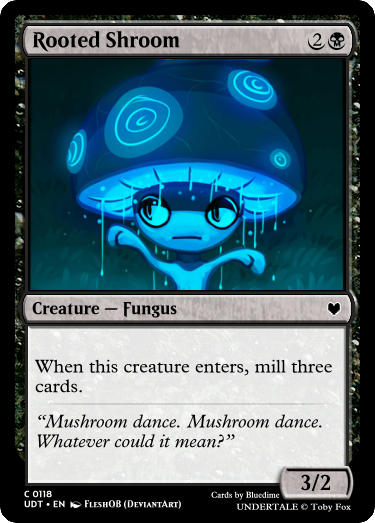 Rooted Shroom 2
Creature — Fungus
When this creature enters, mill three
cards.
“Mushroom dance. Mushroom dance.
Whatever could it mean?”
3/2
C 0118
UDT • EN FleshOB (DeviantArt)
Cards by Bluedime
UNDERTALE © Toby Fox